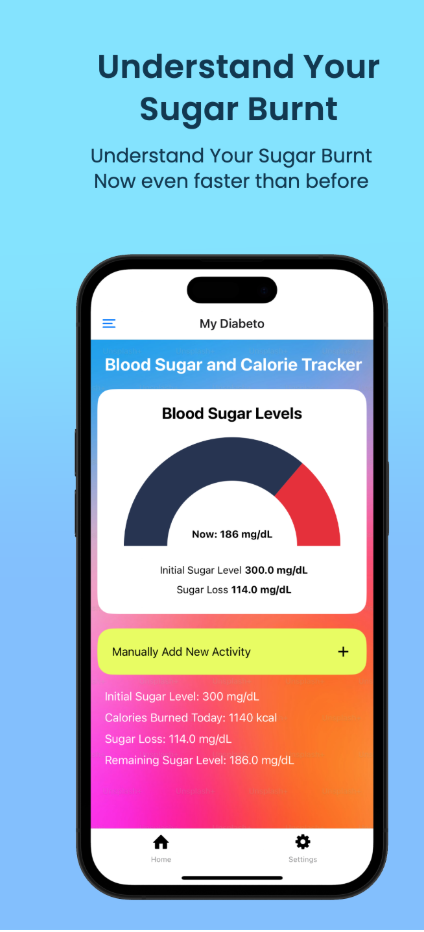 Understand Your
Sugar Burnt
Understand Your Sugar Burnt
Now even faster than before
My Diabeto
Blood Sugar and Calorie Tracker
Blood Sugar Levels
Now: 186 mg/dL
Initial Sugar Level 300.0 mg/dL
Sugar Loss 114.0 mg/dL
Manually Add New Activity +
Initial Sugar Level: 300 mg/dL
Calories Burned Today: 1140 kcal
Sugar Loss: 114.0 mg/dL
Remaining Sugar Level: 186.0 mg/dL
Home
Settings